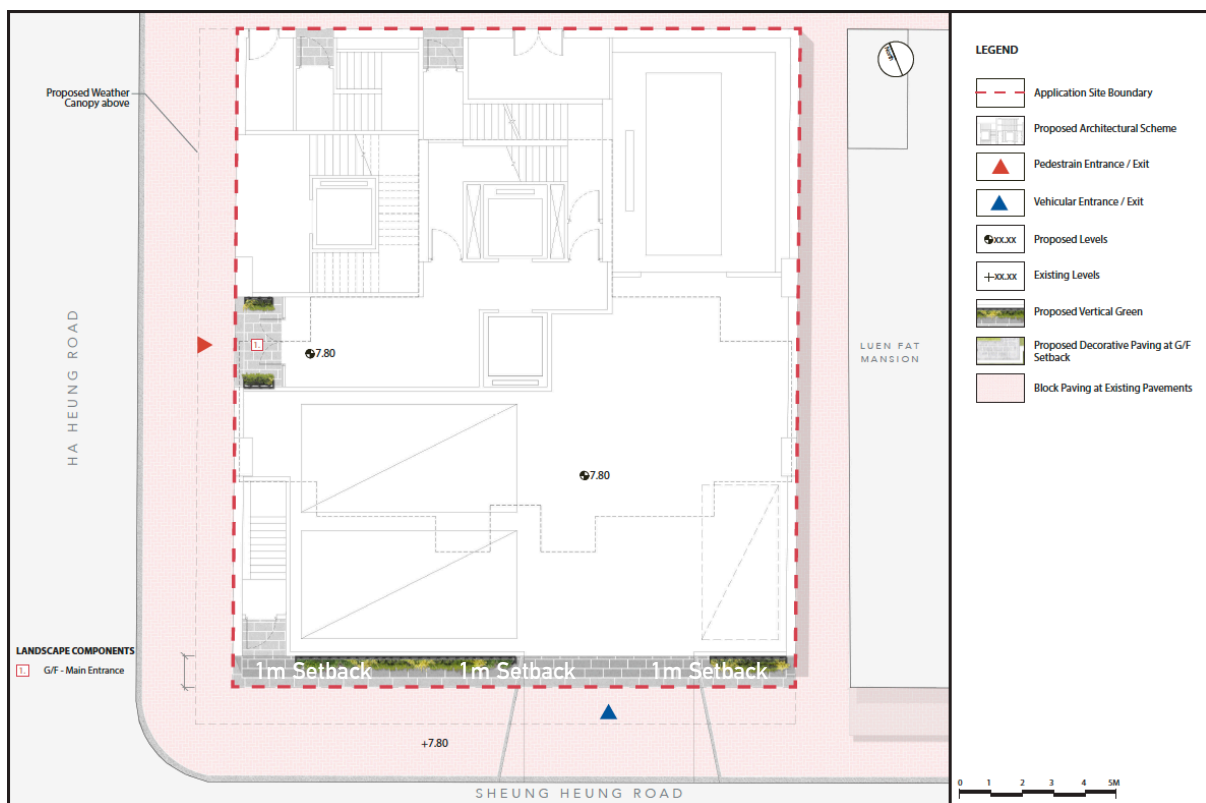 Proposed Weather
Canopy above
North
HA HEUNG ROAD
1.
7.80
7.80
LUEN FAT
MANSION
LANDSCAPE COMPONENTS
1. G/F - Main Entrance
1m Setback 1m Setback 1m Setback
+7.80
SHEUNG HEUNG ROAD
LEGEND
Application Site Boundary
Proposed Architectural Scheme
Pedestrain Entrance / Exit
Vehicular Entrance / Exit
xx.xx Proposed Levels
+xx.xx Existing Levels
Proposed Vertical Green
Proposed Decorative Paving at G/F
Setback
Block Paving at Existing Pavements
0 1 2 3 4 5M